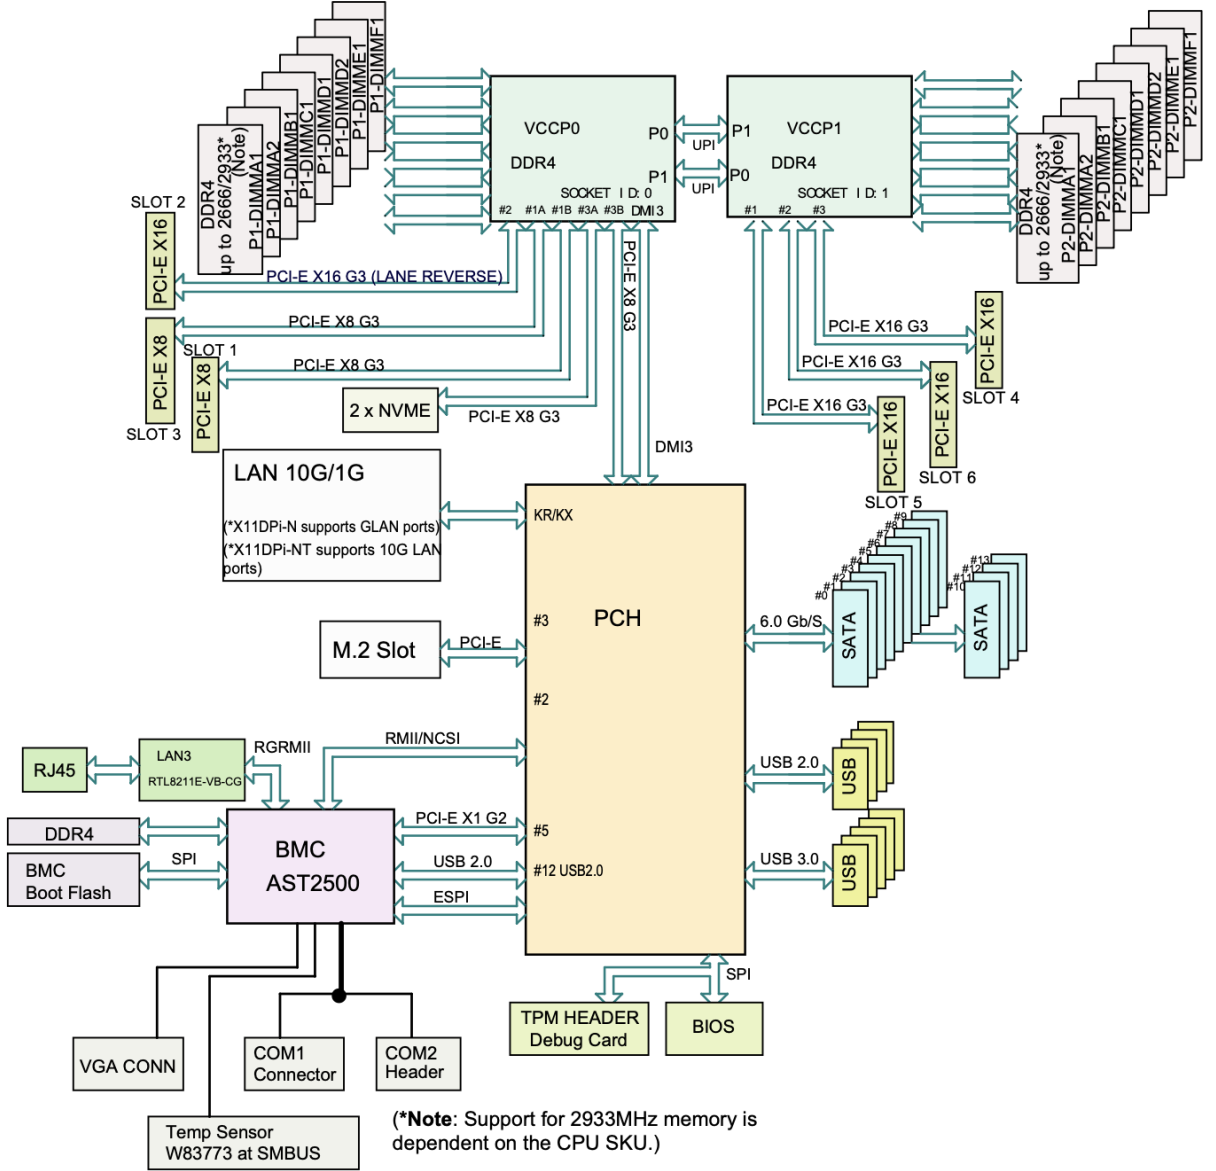 P1-DIMMF1
P1-DIMME1
P1-DIMMD2
P1-DIMMD1
P1-DIMMC1
P1-DIMMB1
P1-DIMMA2
P1-DIMMA1
DDR4
up to 2666/2933*
(Note)
VCCP0
DDR4
P0
P1
SOCKET ID: 0
#2 #1A #1B #3A #3B DMI3
UPI
UPI
VCCP1
DDR4
P1
P0
SOCKET ID: 1
#1 #2 #3
P2-DIMMF1
P2-DIMME1
P2-DIMMD2
P2-DIMMD1
P2-DIMMC1
P2-DIMMB1
P2-DIMMA2
P2-DIMMA1
DDR4
up to 2666/2933*
(Note)
SLOT 2
PCI-E X16
PCI-E X16 G3 (LANE REVERSE)
PCI-E X8 G3
PCI-E X8
SLOT 3
PCI-E X8 G3
SLOT 1
PCI-E X8
PCI-E X8 G3
2 x NVME
PCI-E X8 G3
DMI3
PCI-E X16 G3
PCI-E X16
SLOT 4
PCI-E X16 G3
PCI-E X16
SLOT 6
PCI-E X16 G3
PCI-E X16
SLOT 5
LAN 10G/1G
(*X11DPi-N supports GLAN ports)
(*X11DPi-NT supports 10G LAN
ports)
KR/KX
#3
PCH
M.2 Slot
PCI-E
#2
6.0 Gb/S
#0
#1
#2
#3
#4
#5
#6
#7
#8
#9
SATA
#10
#11
#12
#13
SATA
RMII/NCSI
RGRMII
RJ45
LAN3
RTL8211E-VB-CG
USB 2.0
USB
DDR4
BMC
AST2500
PCI-E X1 G2
#5
BMC
Boot Flash
SPI
USB 2.0
#12 USB2.0
ESPI
USB 3.0
USB
SPI
TPM HEADER
Debug Card
BIOS
VGA CONN
COM1
Connector
COM2
Header
Temp Sensor
W83773 at SMBUS
(*Note: Support for 2933MHz memory is
dependent on the CPU SKU.)